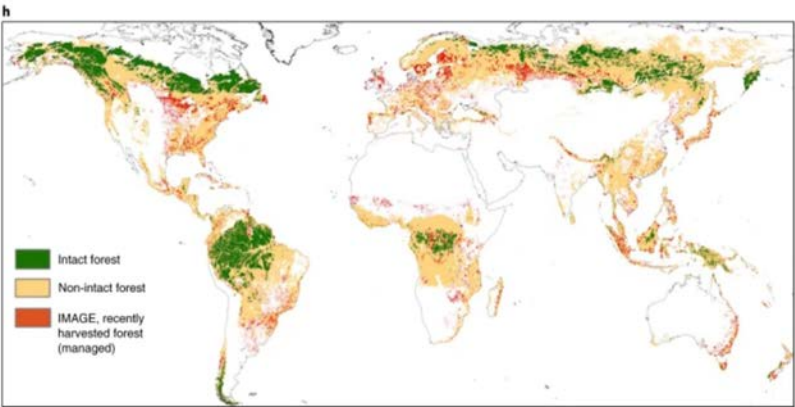 h
Intact forest
Non-intact forest
IMAGE, recently
harvested forest
(managed)